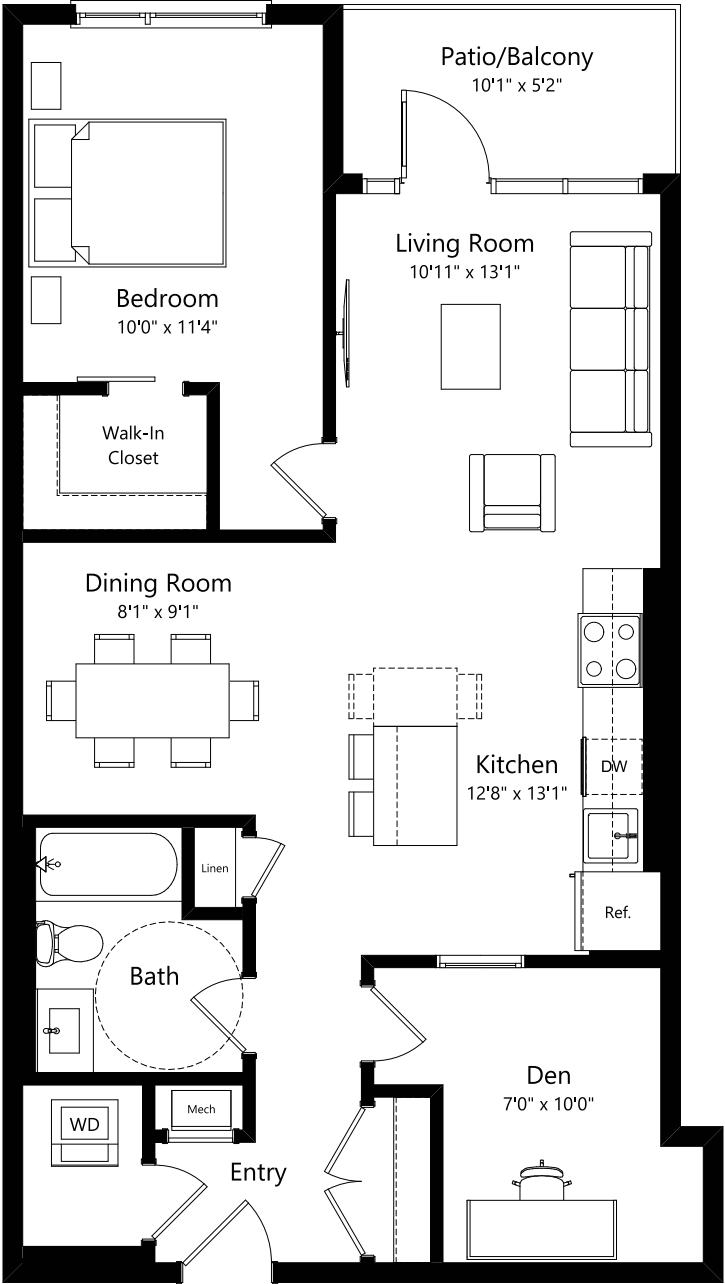 Patio/Balcony
10'1" x 5'2"
Living Room
10'11" x 13'1"
Bedroom
10'0" x 11'4"
Walk-In
Closet
Dining Room
8'1" x 9'1"
Kitchen
12'8" x 13'1"
DW
Linen
Ref.
Bath
Den
7'0" x 10'0"
Mech
WD
Entry